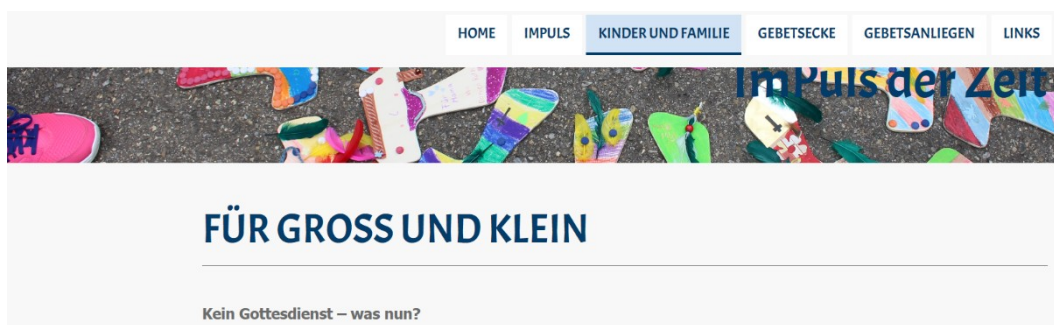 HOME IMPULS KINDER UND FAMILIE GEBETSECKE GEBETSANLIEGEN LINKS
ImPuls der Zeit
FÜR GROSS UND KLEIN
Kein Gottesdienst – was nun?